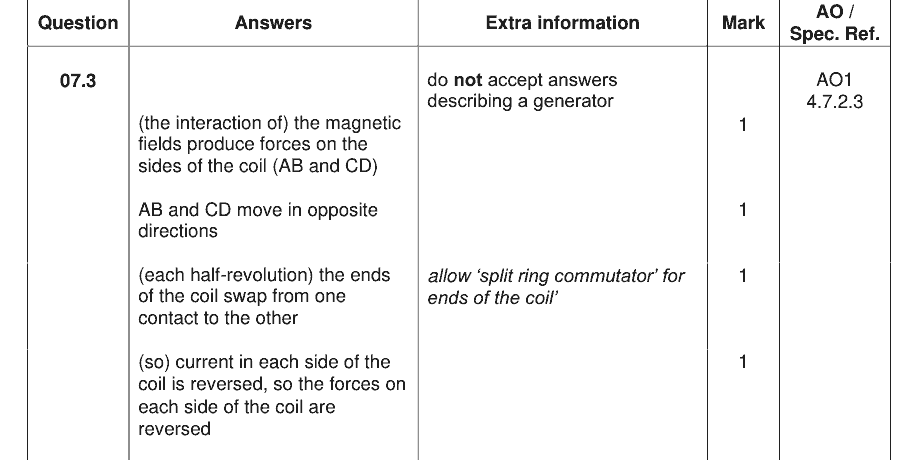 Question Answers Extra information Mark AO /
Spec. Ref.
07.3 do not accept answers AO1
describing a generator 4.7.2.3
(the interaction of) the magnetic 1
fields produce forces on the
sides of the coil (AB and CD)
AB and CD move in opposite 1
directions
(each half-revolution) the ends allow ‘split ring commutator’ for 1
of the coil swap from one ends of the coil’
contact to the other
(so) current in each side of the 1
coil is reversed, so the forces on
each side of the coil are
reversed